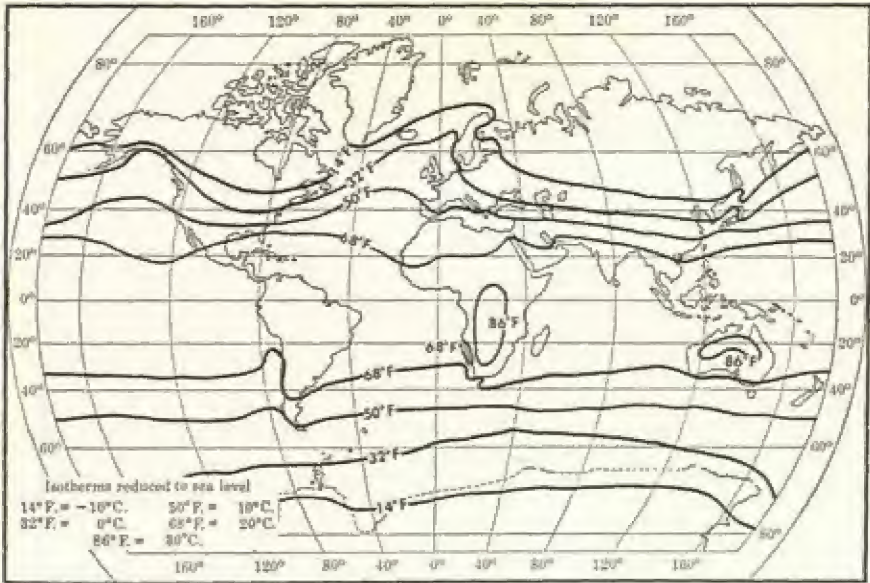 160° 120° 80° 40° 0° 40° 80° 120° 160°
80° 80°
14°F.
60° 32°F. 60°
50°F.
40° 40°
68°F.
20° 20°
0° 86°F. 0°
20° 68°F. 86°F. 20°
68°F.
40° 40°
50°F.
60° 32°F. 60°
Isotherms reduced to sea level
14°F. = -10°C. 50°F. = 10°C.
32°F. = 0°C. 68°F. = 20°C.
86°F. = 30°C.
14°F.
80°
160° 120° 80° 40° 0° 40° 80° 120° 160°